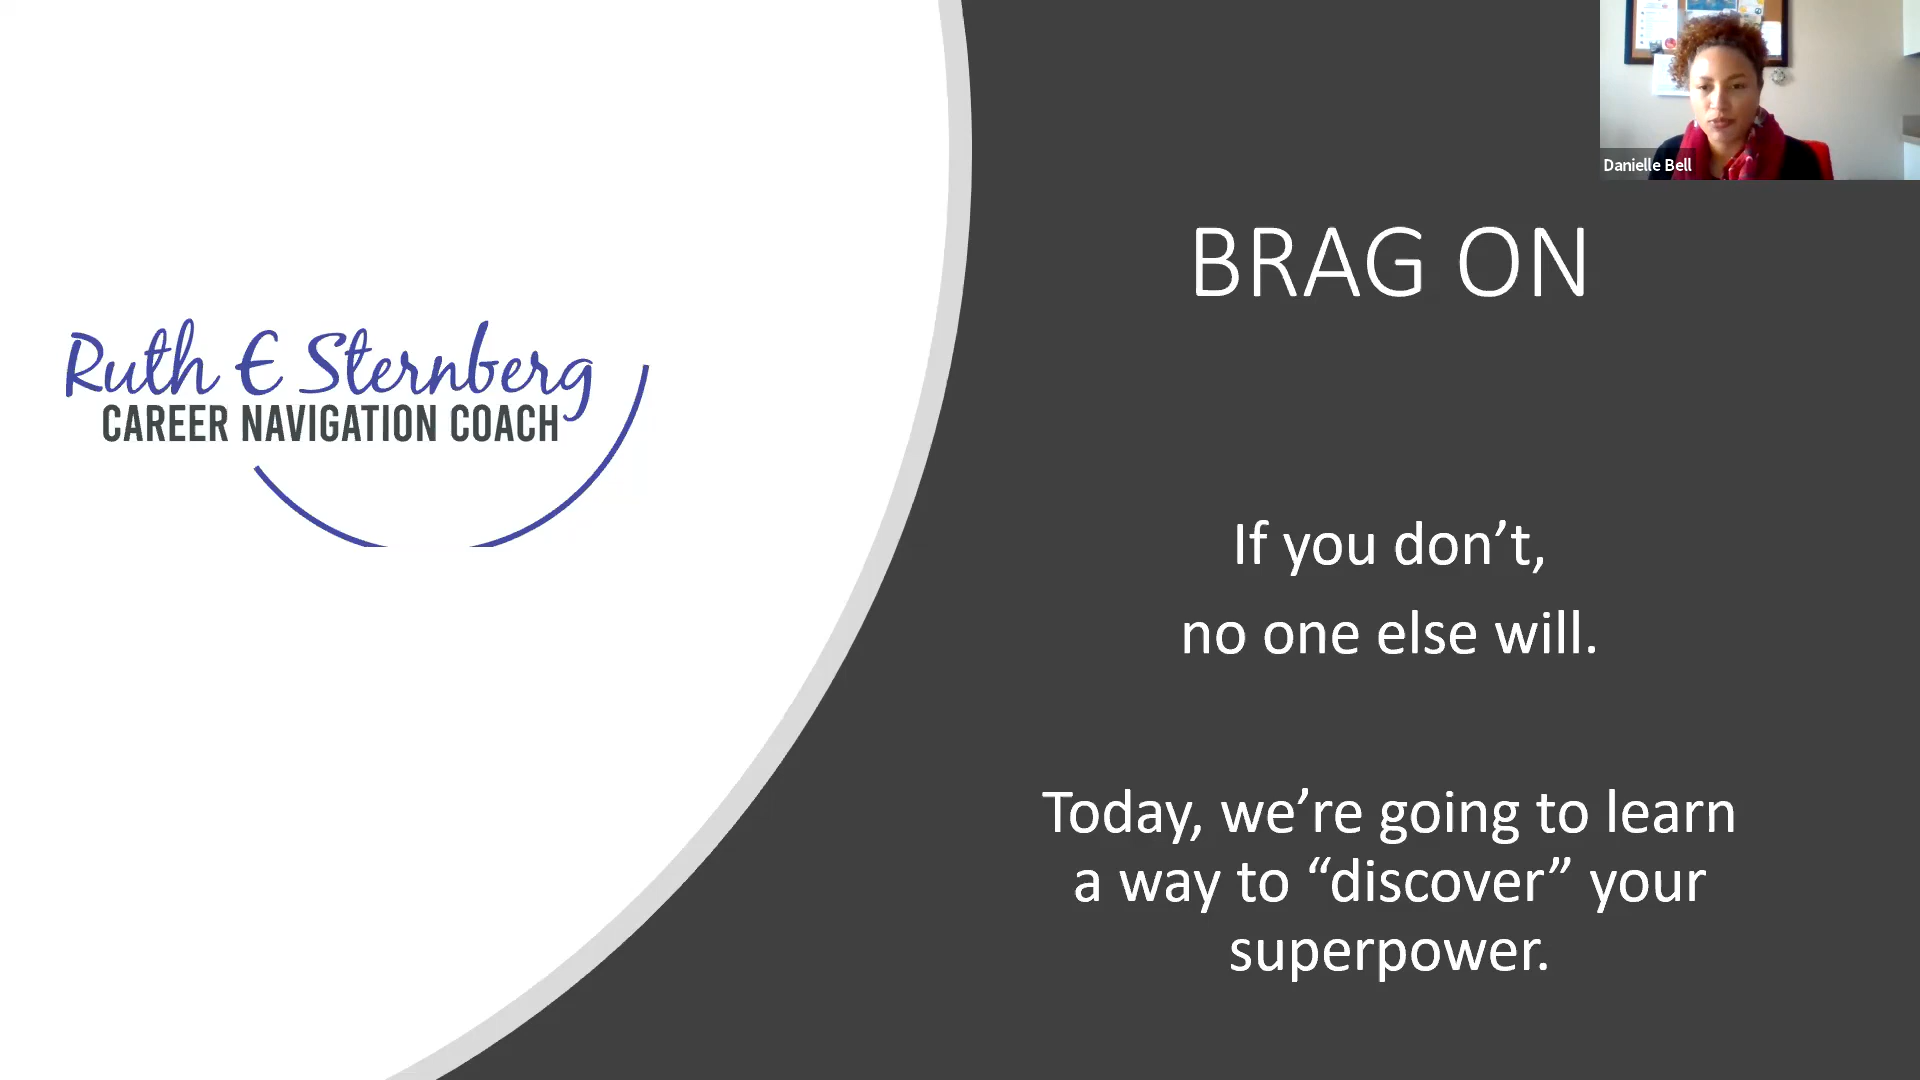 Ruth E Sternberg
CAREER NAVIGATION COACH
Danielle Bell
BRAG ON
If you don’t,
no one else will.
Today, we’re going to learn
a way to “discover” your
superpower.